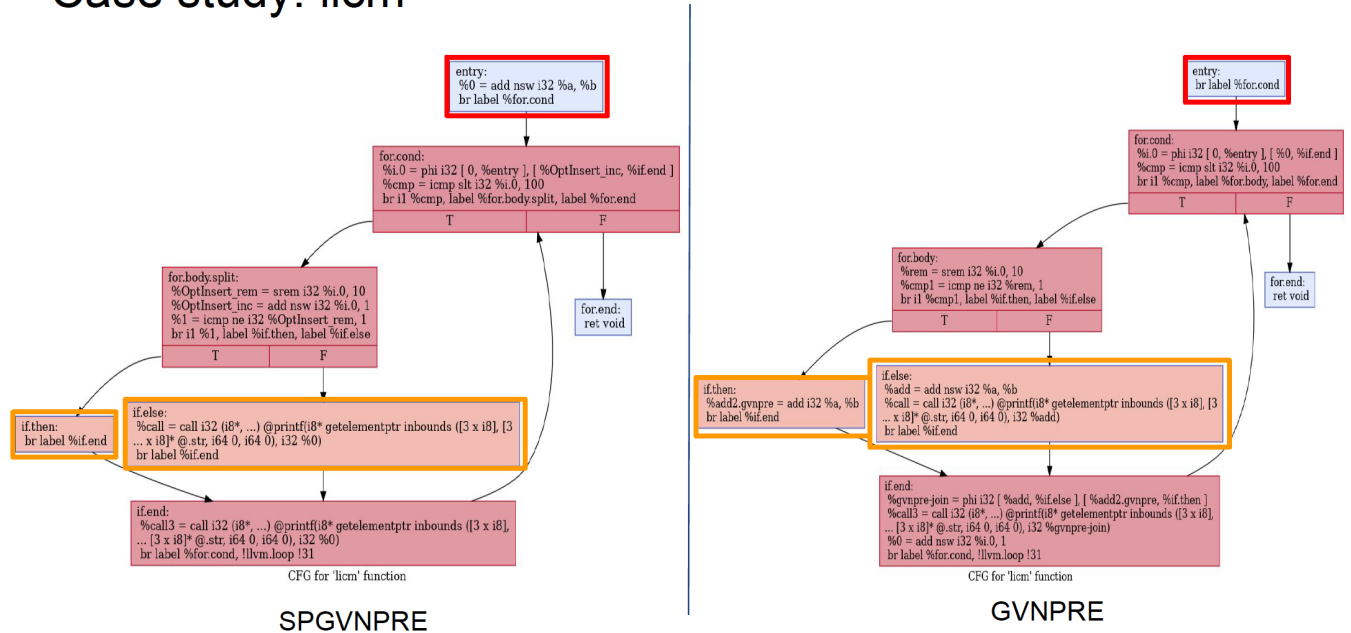 Case study: licm
entry:
%0 = add nsw i32 %a, %b
br label %for.cond
for.cond:
%i.0 = phi i32 [ 0, %entry ], [ %OptInsert_inc, %if.end ]
%cmp = icmp slt i32 %i.0, 100
br i1 %cmp, label %for.body.split, label %for.end
T F
for.body.split:
%OptInsert_rem = srem i32 %i.0, 10
%OptInsert_inc = add nsw i32 %i.0, 1
%1 = icmp ne i32 %OptInsert_rem, 1
br i1 %1, label %if.then, label %if.else
T F
for.end:
ret void
if.then:
br label %if.end
if.else:
%call = call i32 (i8*, ...) @printf(i8* getelementptr inbounds ([3 x i8], [3
... x i8]* @.str, i64 0, i64 0), i32 %0)
br label %if.end
if.end:
%call3 = call i32 (i8*, ...) @printf(i8* getelementptr inbounds ([3 x i8],
... [3 x i8]* @.str, i64 0, i64 0), i32 %0)
br label %for.cond, !llvm.loop !31
CFG for 'licm' function
SPGVNPRE
entry:
br label %for.cond
for.cond:
%i.0 = phi i32 [ 0, %entry ], [ %0, %if.end ]
%cmp = icmp slt i32 %i.0, 100
br i1 %cmp, label %for.body, label %for.end
T F
for.body:
%rem = srem i32 %i.0, 10
%cmp1 = icmp ne i32 %rem, 1
br i1 %cmp1, label %if.then, label %if.else
T F
for.end:
ret void
if.then:
%add2.gvnpre = add i32 %a, %b
br label %if.end
if.else:
%add = add nsw i32 %a, %b
%call = call i32 (i8*, ...) @printf(i8* getelementptr inbounds ([3 x i8], [3
... x i8]* @.str, i64 0, i64 0), i32 %add)
br label %if.end
if.end:
%gvnpre-join = phi i32 [ %add, %if.else ], [ %add2.gvnpre, %if.then ]
%call3 = call i32 (i8*, ...) @printf(i8* getelementptr inbounds ([3 x i8],
... [3 x i8]* @.str, i64 0, i64 0), i32 %gvnpre-join)
%0 = add nsw i32 %i.0, 1
br label %for.cond, !llvm.loop !31
CFG for 'licm' function
GVNPRE